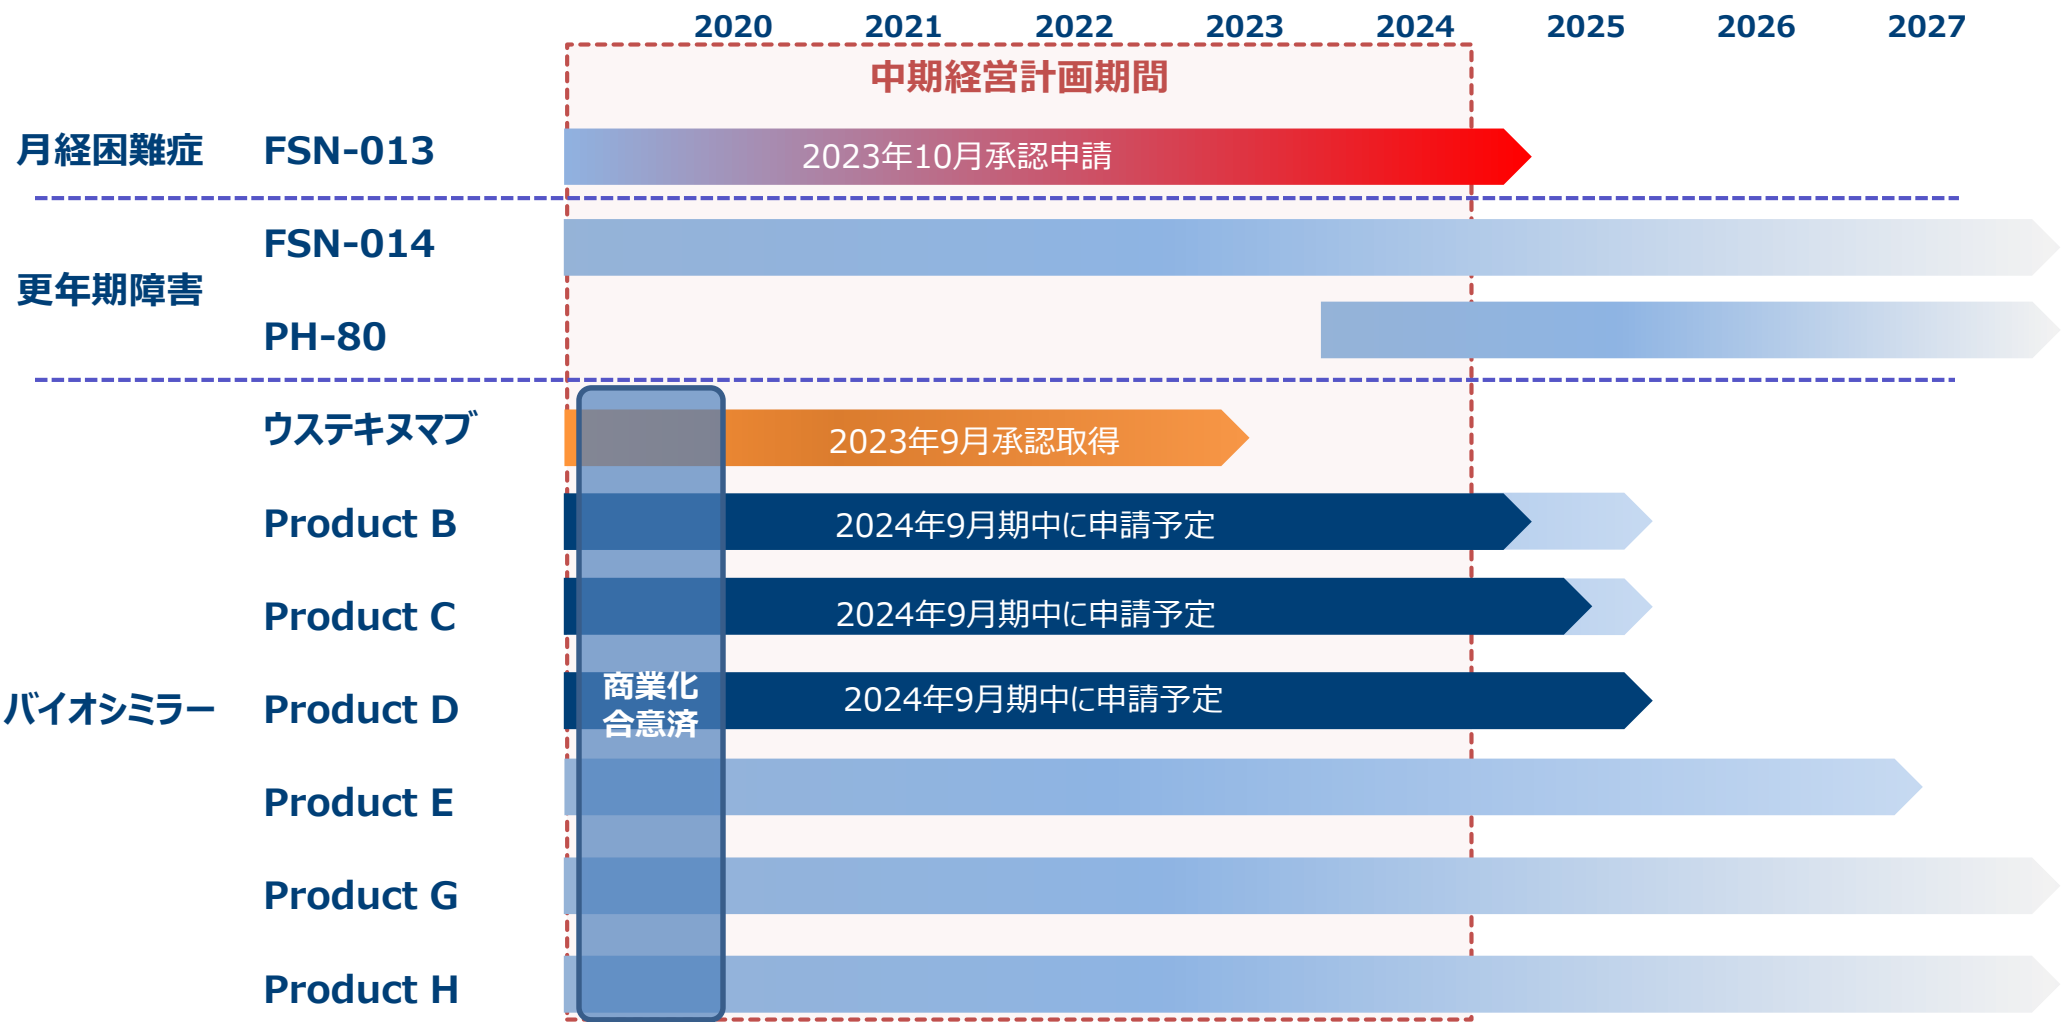 2020 2021 2022 2023 2024 2025 2026 2027
中期経営計画期間
月経困難症 FSN-013 2023年10月承認申請
FSN-014
更年期障害
PH-80
ウステキヌマブ 2023年9月承認取得
Product B 2024年9月期中に申請予定
Product C 2024年9月期中に申請予定
商業化
合意済
バイオシミラー Product D 2024年9月期中に申請予定
Product E
Product G
Product H